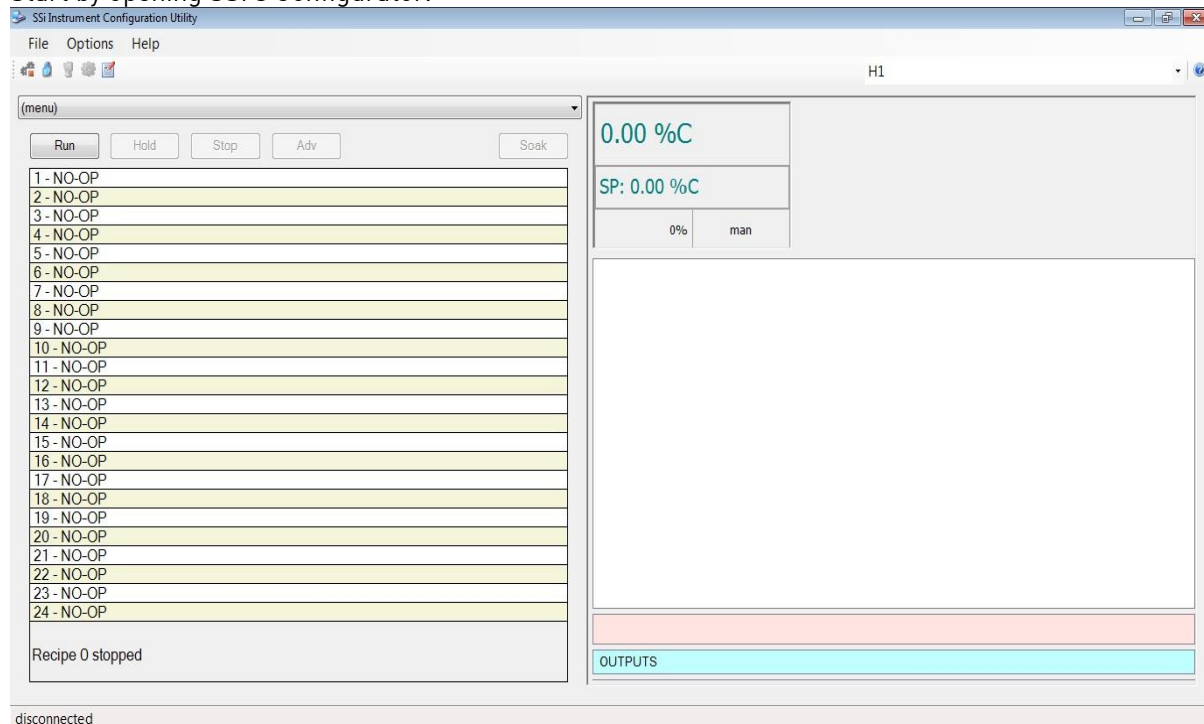 Start by opening SSi's Configurator.
SSi Instrument Configuration Utility
File Options Help
H1
(menu)
Run Hold Stop Adv Soak
1 - NO-OP
2 - NO-OP
3 - NO-OP
4 - NO-OP
5 - NO-OP
6 - NO-OP
7 - NO-OP
8 - NO-OP
9 - NO-OP
10 - NO-OP
11 - NO-OP
12 - NO-OP
13 - NO-OP
14 - NO-OP
15 - NO-OP
16 - NO-OP
17 - NO-OP
18 - NO-OP
19 - NO-OP
20 - NO-OP
21 - NO-OP
22 - NO-OP
23 - NO-OP
24 - NO-OP
Recipe 0 stopped
0.00 %C
SP: 0.00 %C
0% man
OUTPUTS
disconnected